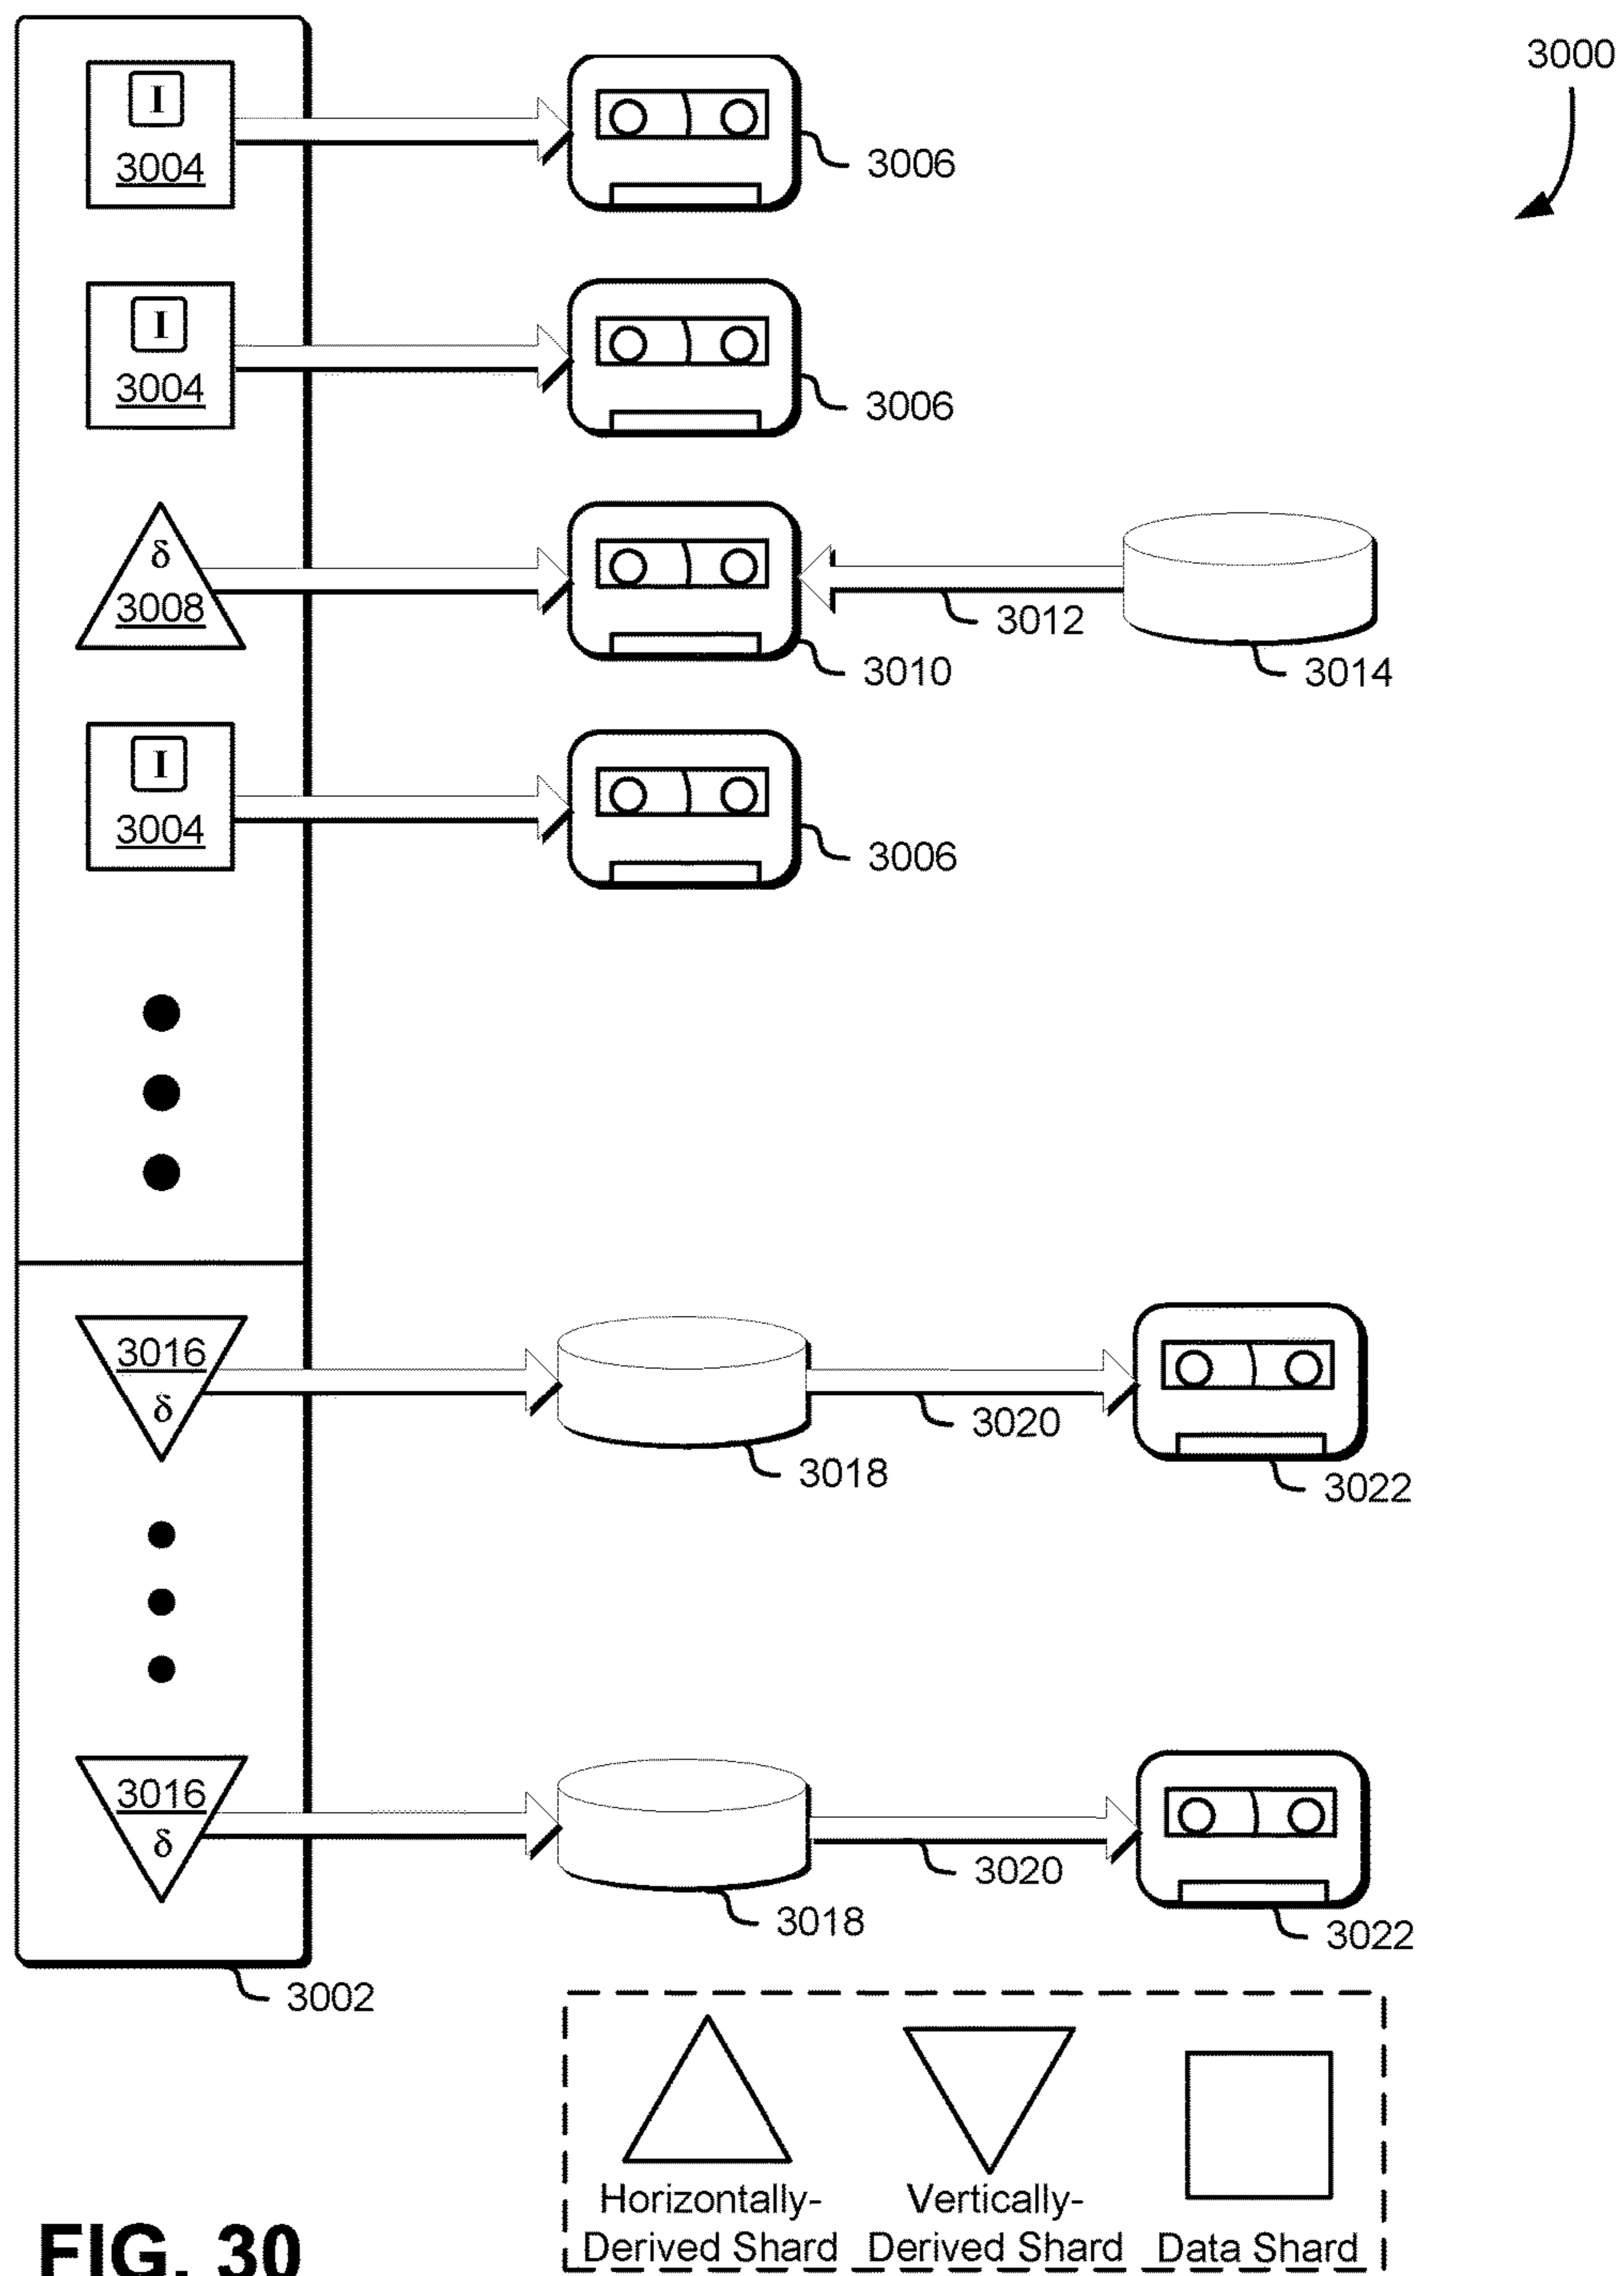 3000
I
3004
3006
I
3004
3006
δ
3008
3010
3012
3014
I
3004
3006
3016
δ
3018
3020
3022
3016
δ
3018
3020
3022
3002
Horizontally-
Derived Shard
Vertically-
Derived Shard
Data Shard
FIG. 30